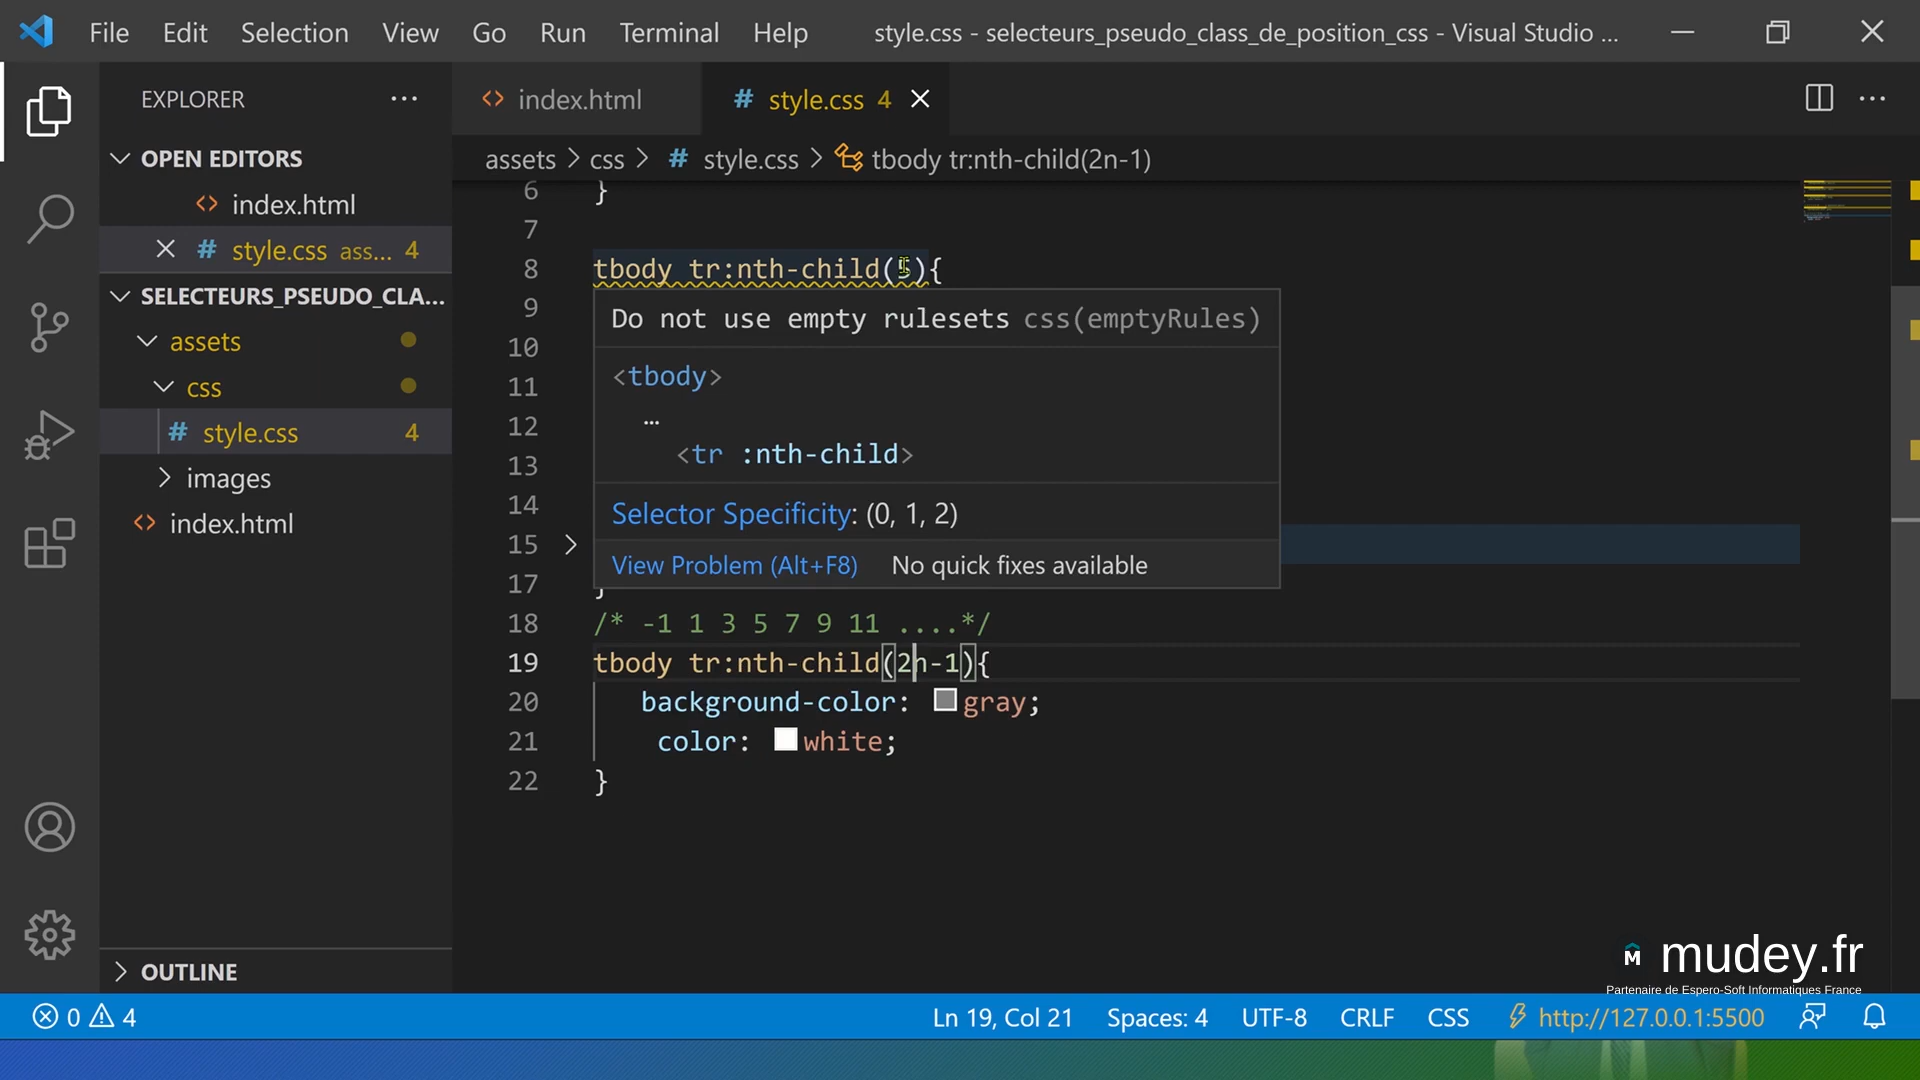 File Edit Selection View Go Run Terminal Help style.css - selecteurs_pseudo_class_de_position_css - Visual Studio ...
EXPLORER
index.html
style.css 4
OPEN EDITORS
index.html
style.css ass... 4
SELECTEURS_PSEUDO_CLA...
assets
css
style.css 4
images
index.html
OUTLINE
assets > css > # style.css > tbody tr:nth-child(2n-1)
6 }
7
8 tbody tr:nth-child(5){
9
10
11
12
13
14
15
17 }
18 /* -1 1 3 5 7 9 11 ....*/
19 tbody tr:nth-child(2n-1){
20 background-color: gray;
21 color: white;
22 }
Do not use empty rulesets css(emptyRules)
<tbody>
…
<tr :nth-child>
Selector Specificity: (0, 1, 2)
View Problem (Alt+F8) No quick fixes available
M mudey.fr
Partenaire de Espero-Soft Informatiques France
0 4 Ln 19, Col 21 Spaces: 4 UTF-8 CRLF CSS http://127.0.0.1:5500